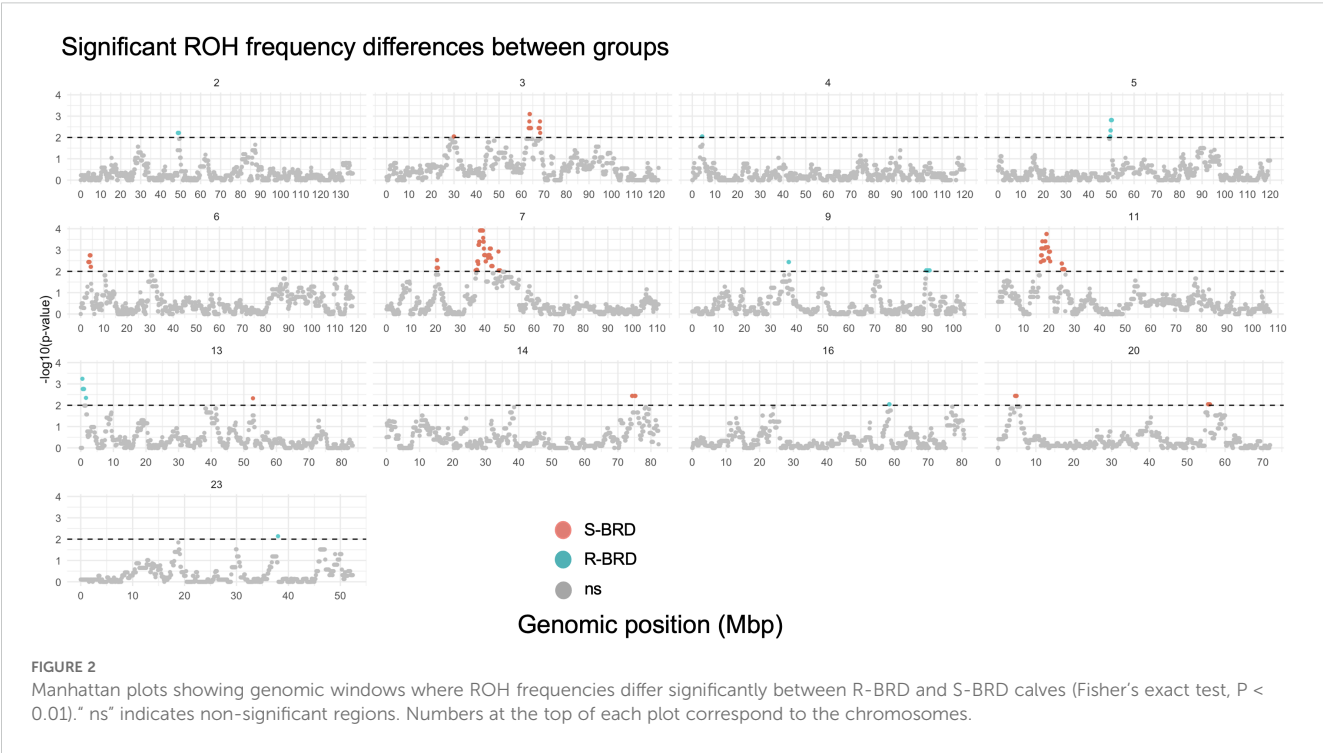 Significant ROH frequency differences between groups
2 3 4 5
4
3
2
1
0
0 10 20 30 40 50 60 70 80 90 100 110 120 130 0 10 20 30 40 50 60 70 80 90 100 110 120 0 10 20 30 40 50 60 70 80 90 100 110 120 0 10 20 30 40 50 60 70 80 90 100 110 120
6 7 9 11
4
3
2
1
0
0 10 20 30 40 50 60 70 80 90 100 110 120 0 10 20 30 40 50 60 70 80 90 100 110 0 10 20 30 40 50 60 70 80 90 100 0 10 20 30 40 50 60 70 80 90 100 110
-log10(p-value)
13 14 16 20
4
3
2
1
0
0 10 20 30 40 50 60 70 80 0 10 20 30 40 50 60 70 80 0 10 20 30 40 50 60 70 80 0 10 20 30 40 50 60 70
23
4
3
2
1
0
0 10 20 30 40 50
S-BRD
R-BRD
ns
Genomic position (Mbp)
FIGURE 2
Manhattan plots showing genomic windows where ROH frequencies differ significantly between R-BRD and S-BRD calves (Fisher's exact test, P <
0.01)." ns" indicates non-significant regions. Numbers at the top of each plot correspond to the chromosomes.